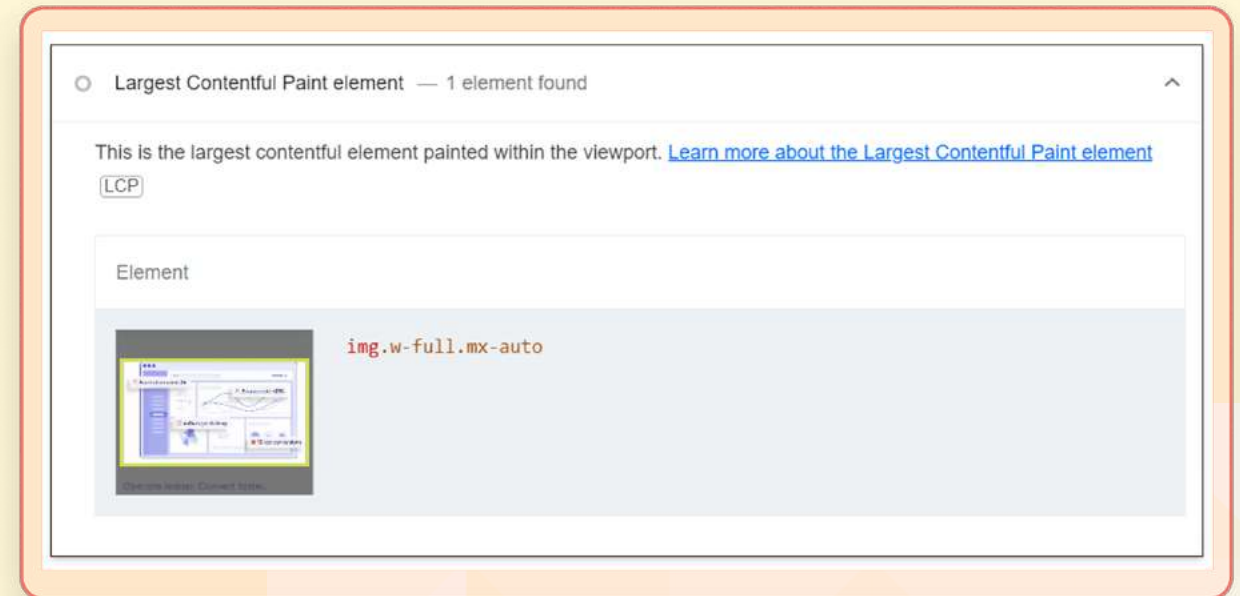 Largest Contentful Paint element — 1 element found
This is the largest contentful element painted within the viewport. Learn more about the Largest Contentful Paint element
LCP
Element
img.w-full.mx-auto